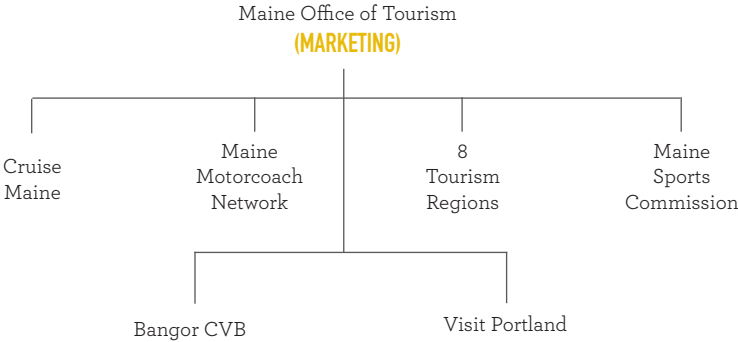 Maine Office of Tourism
(MARKETING)
Cruise
Maine
Maine
Motorcoach
Network
8
Tourism
Regions
Maine
Sports
Commission
Bangor CVB
Visit Portland